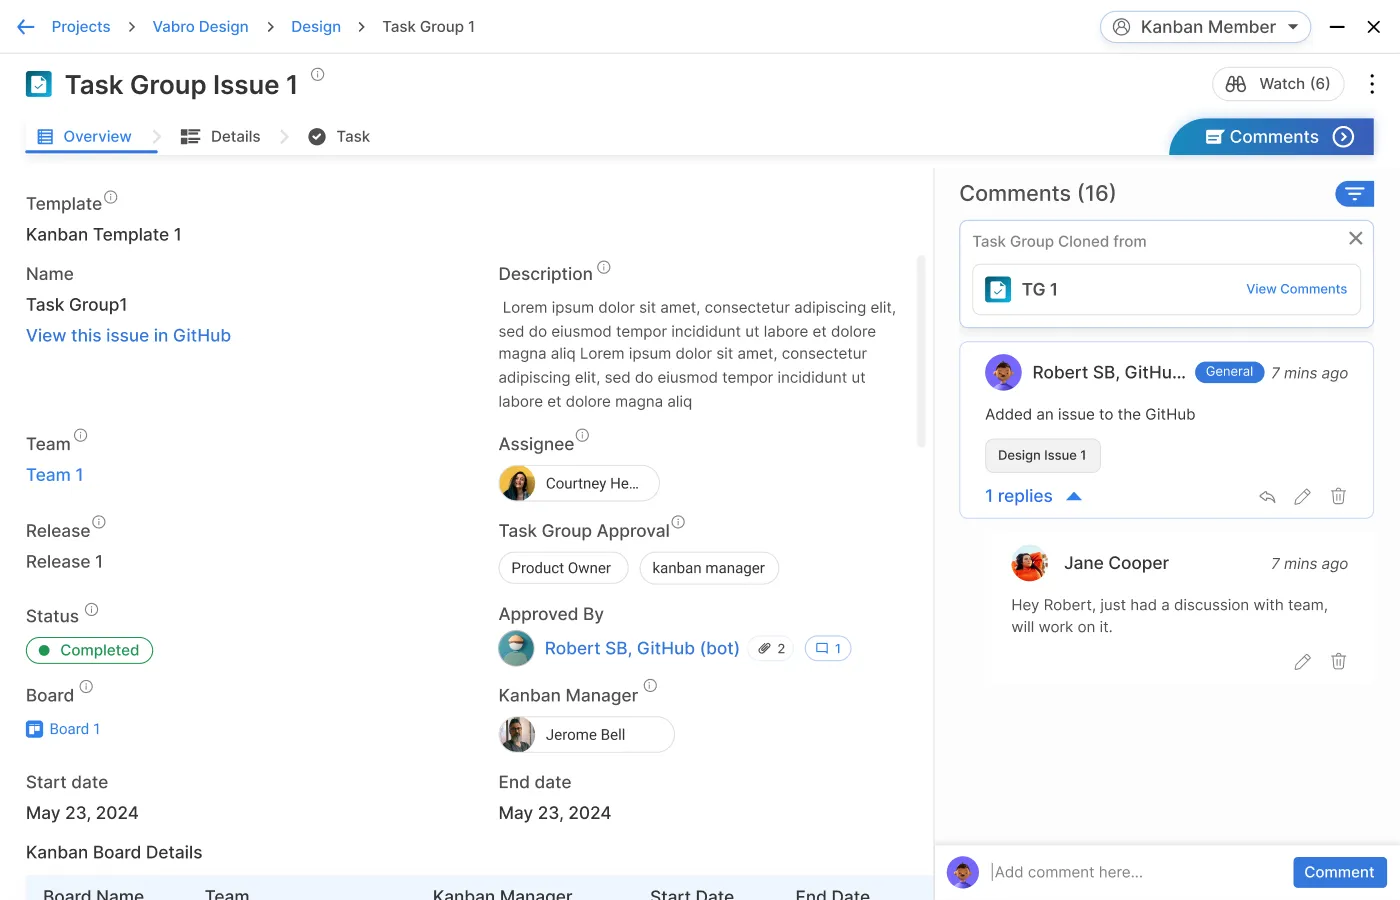 Projects > Vabro Design > Design > Task Group 1
Kanban Member
Task Group Issue 1
Watch (6)
Overview
Details
Task
Comments
Template
Kanban Template 1
Name
Task Group1
View this issue in GitHub
Description
Lorem ipsum dolor sit amet, consectetur adipiscing elit,
sed do eiusmod tempor incididunt ut labore et dolore
magna aliq Lorem ipsum dolor sit amet, consectetur
adipiscing elit, sed do eiusmod tempor incididunt ut
labore et dolore magna aliq
Team
Team 1
Assignee
Courtney He...
Release
Release 1
Task Group Approval
Product Owner
kanban manager
Status
Completed
Approved By
Robert SB, GitHub (bot)
2
1
Board
Board 1
Kanban Manager
Jerome Bell
Start date
May 23, 2024
End date
May 23, 2024
Kanban Board Details
Board Name
Team
Kanban Manager
Start Date
End Date
Comments (16)
Task Group Cloned from
TG 1
View Comments
Robert SB, GitHu...
General
7 mins ago
Added an issue to the GitHub
Design Issue 1
1 replies
Jane Cooper
7 mins ago
Hey Robert, just had a discussion with team,
will work on it.
Add comment here...
Comment